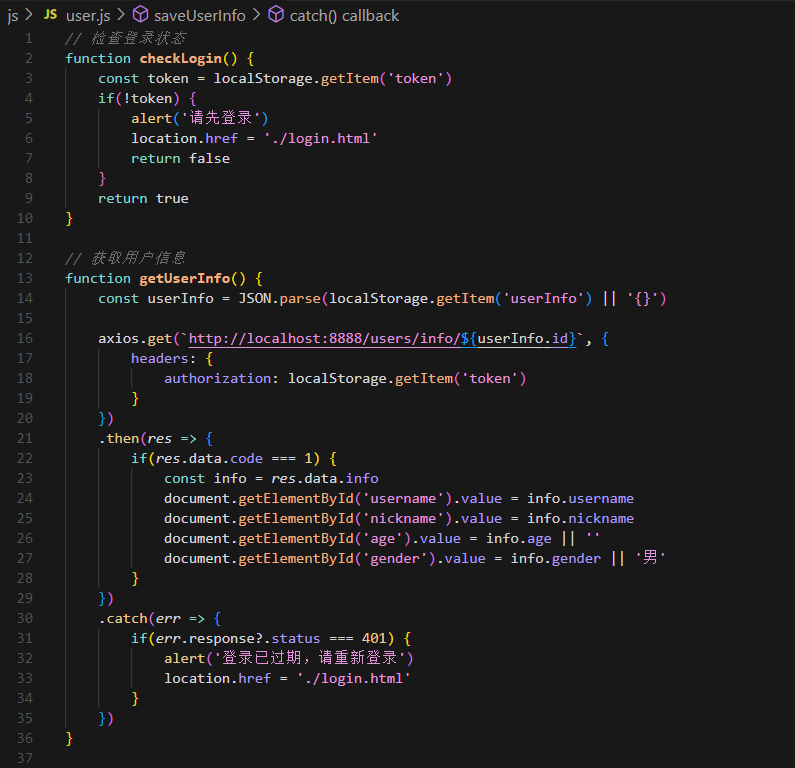 js > JS user.js > saveUserInfo > catch() callback
1 // 检查登录状态
2 function checkLogin() {
3     const token = localStorage.getItem('token')
4     if(!token) {
5         alert('请先登录')
6         location.href = './login.html'
7         return false
8     }
9     return true
10 }
11
12 // 获取用户信息
13 function getUserInfo() {
14     const userInfo = JSON.parse(localStorage.getItem('userInfo') || '{}')
15
16     axios.get(`http://localhost:8888/users/info/${userInfo.id}`, {
17         headers: {
18             authorization: localStorage.getItem('token')
19         }
20     })
21     .then(res => {
22         if(res.data.code === 1) {
23             const info = res.data.info
24             document.getElementById('username').value = info.username
25             document.getElementById('nickname').value = info.nickname
26             document.getElementById('age').value = info.age || ''
27             document.getElementById('gender').value = info.gender || '男'
28         }
29     })
30     .catch(err => {
31         if(err.response?.status === 401) {
32             alert('登录已过期，请重新登录')
33             location.href = './login.html'
34         }
35     })
36 }
37